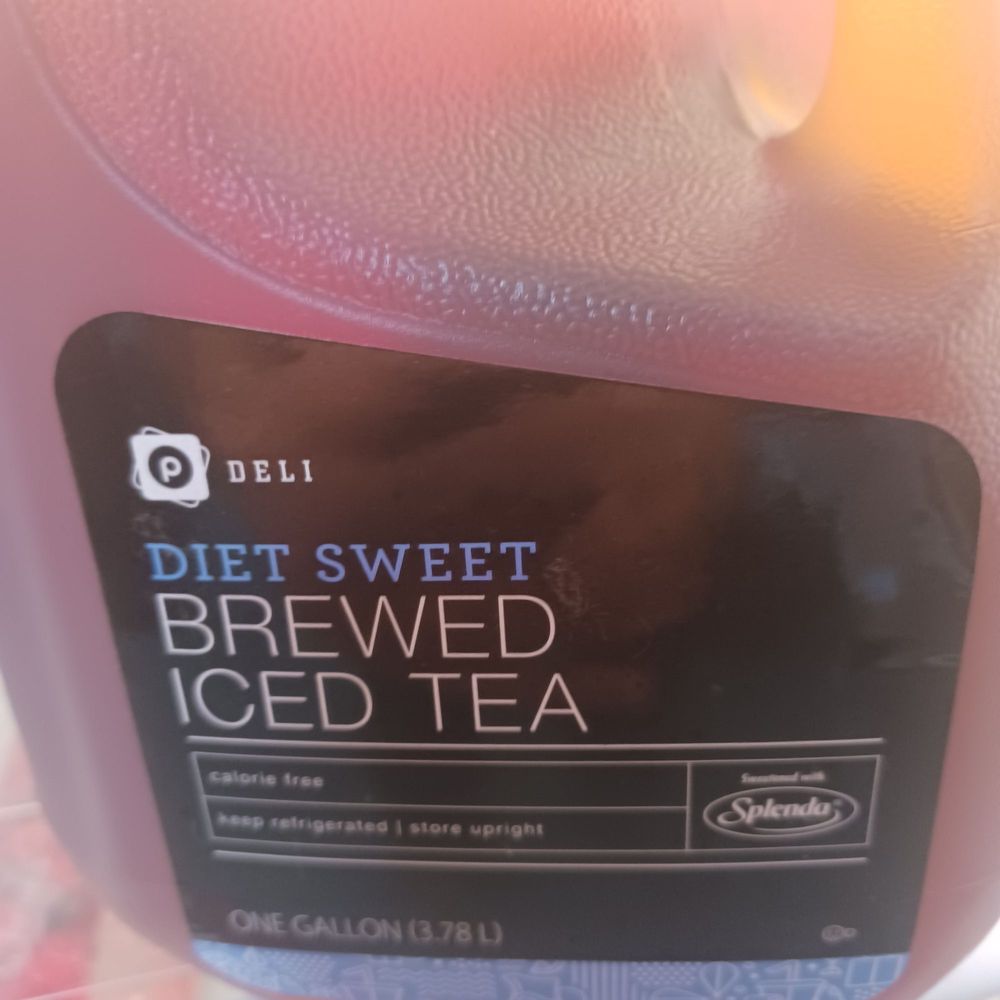 P DELI
DIET SWEET
BREWED
ICED TEA
calorie free
keep refrigerated | store upright
Sweetened with
Splenda®
ONE GALLON (3.78 L)